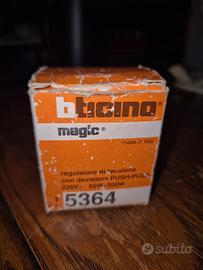 bticino
magic®
made in Italy
regolatore di tensione
con deviatore PUSH-PUSH
220V~ 60W÷500W
5364
subito